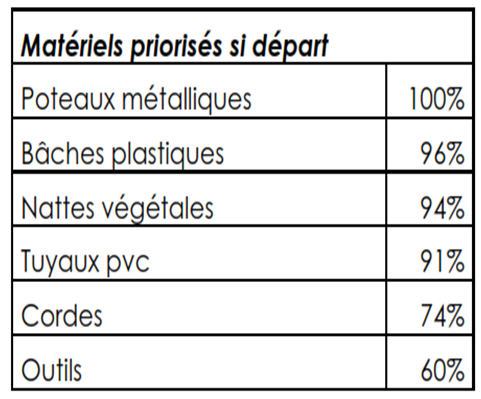 Matériels priorisés si départ
Poteaux métalliques 100%
Bâches plastiques 96%
Nattes végétales 94%
Tuyaux pvc 91%
Cordes 74%
Outils 60%